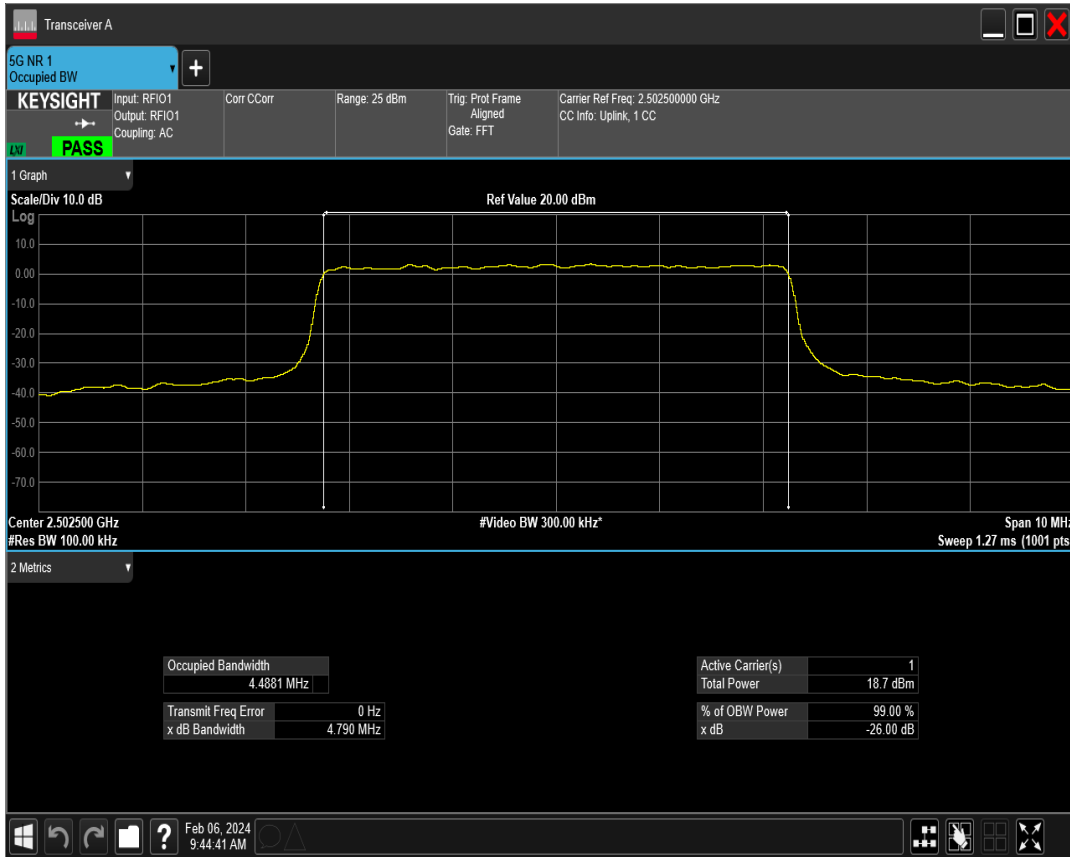 Transceiver A
5G NR 1
Occupied BW
+
KEYSIGHT
LXI
PASS
Input: RFIO1
Output: RFIO1
Coupling: AC
Corr CCorr
Range: 25 dBm
Trig: Prot Frame
Aligned
Gate: FFT
Carrier Ref Freq: 2.502500000 GHz
CC Info: Uplink, 1 CC
1 Graph
Scale/Div 10.0 dB
Ref Value 20.00 dBm
Log
10.0
0.00
-10.0
-20.0
-30.0
-40.0
-50.0
-60.0
-70.0
Center 2.502500 GHz
#Video BW 300.00 kHz*
Span 10 MHz
#Res BW 100.00 kHz
Sweep 1.27 ms (1001 pts
2 Metrics
Occupied Bandwidth
4.4881 MHz
Transmit Freq Error 0 Hz
x dB Bandwidth 4.790 MHz
Active Carrier(s) 1
Total Power 18.7 dBm
% of OBW Power 99.00 %
x dB -26.00 dB
?
Feb 06, 2024
9:44:41 AM